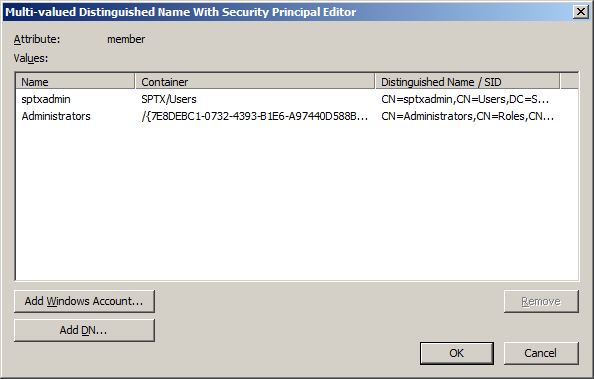 Multi-valued Distinguished Name With Security Principal Editor
Attribute: member
Values:
Name Container Distinguished Name / SID
sptxadmin SPTX/Users CN=sptxadmin,CN=Users,DC=S...
Administrators /{7E8DEBC1-0732-4393-B1E6-A97440D588B... CN=Administrators,CN=Roles,CN...
Add Windows Account... Remove
Add DN...
OK Cancel